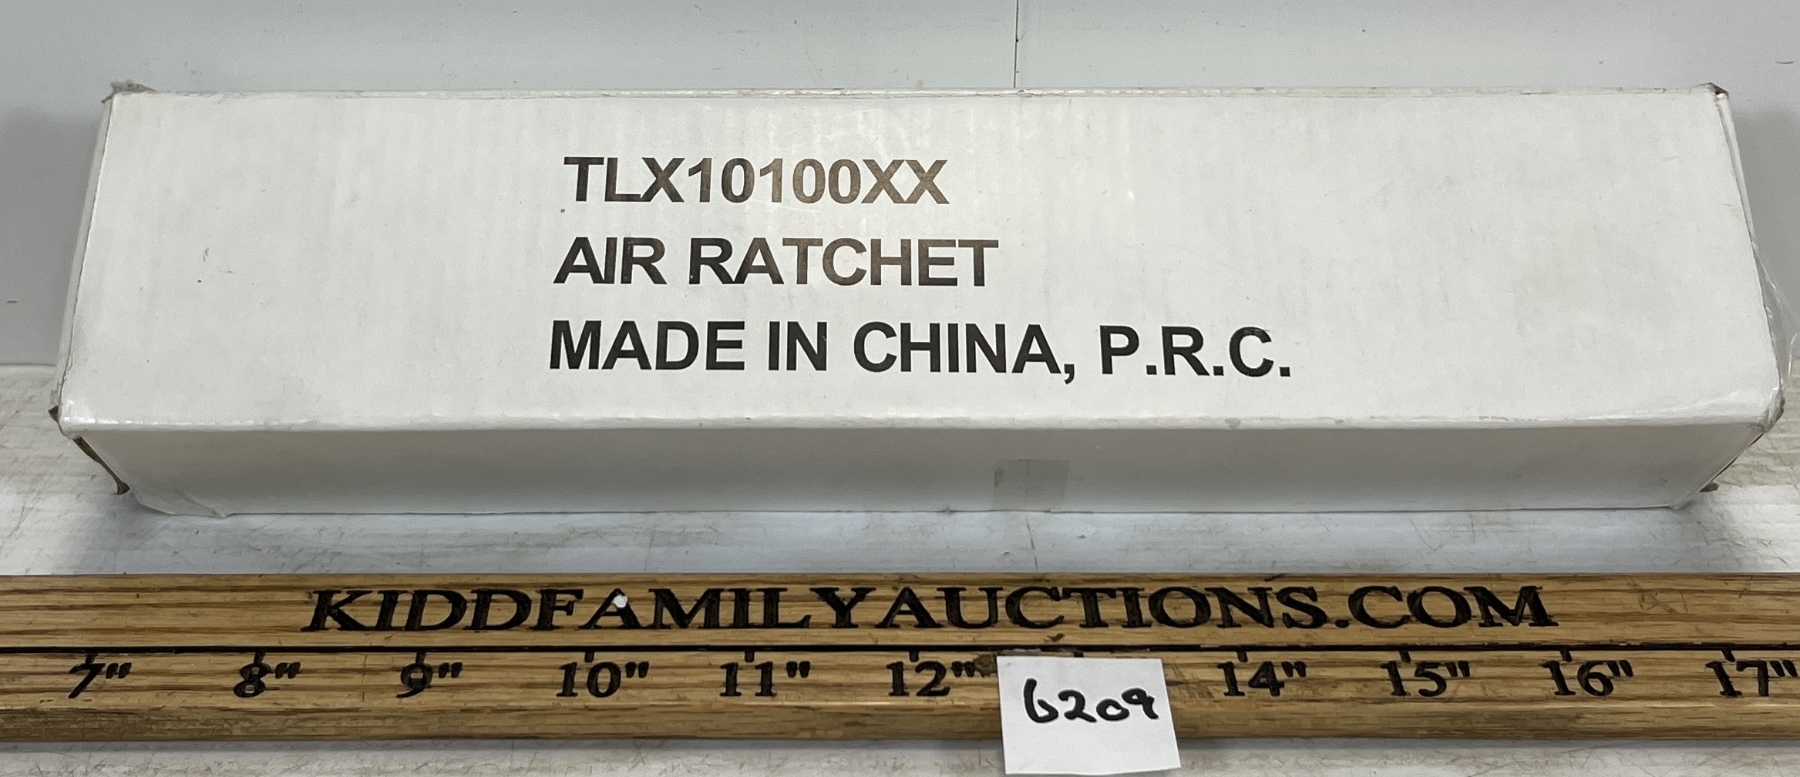 TLX10100XX
AIR RATCHET
MADE IN CHINA, P.R.C.
KIDDFAMILYAUCTIONS.COM
7" 8" 9" 10" 11" 12" 14" 15" 16" 17"
6209